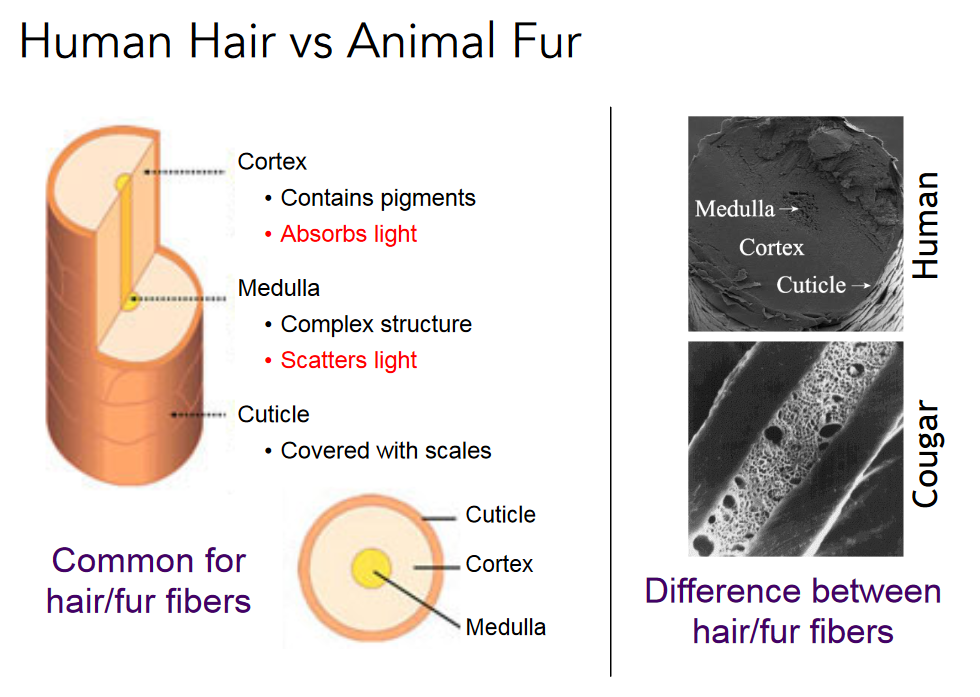 Human Hair vs Animal Fur
Cortex
• Contains pigments
• Absorbs light
Medulla
• Complex structure
• Scatters light
Cuticle
• Covered with scales
Cuticle
Cortex
Medulla
Common for
hair/fur fibers
Medulla
Cortex
Cuticle
Human
Cougar
Difference between
hair/fur fibers